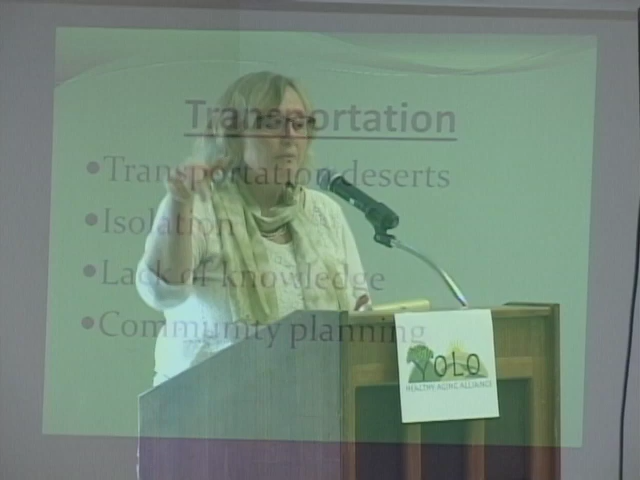 Transportation
•Transportation deserts
•Isolation
•Lack of knowledge
•Community planning
YOLO
HEALTHY AGING ALLIANCE